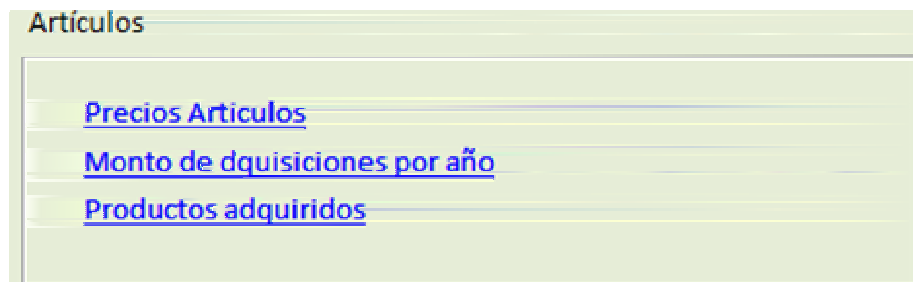 Artículos
Precios Articulos
Monto de dquisiciones por año
Productos adquiridos